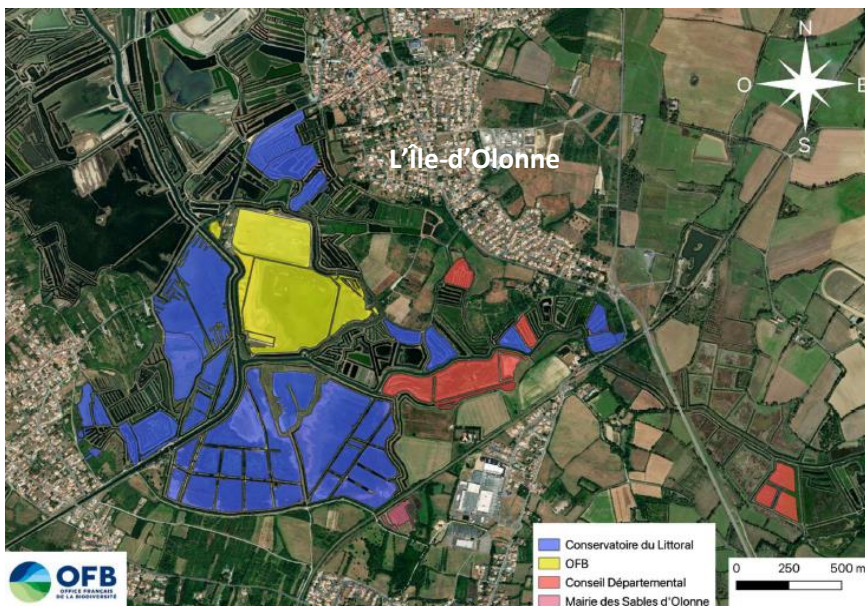 N
O
E
S
L'Île-d'Olonne
Conservatoire du Littoral
OFB
Conseil Départemental
Mairie des Sables d'Olonne
0 250 500 m
OFB
OFFICE FRANÇAIS
DE LA BIODIVERSITÉ